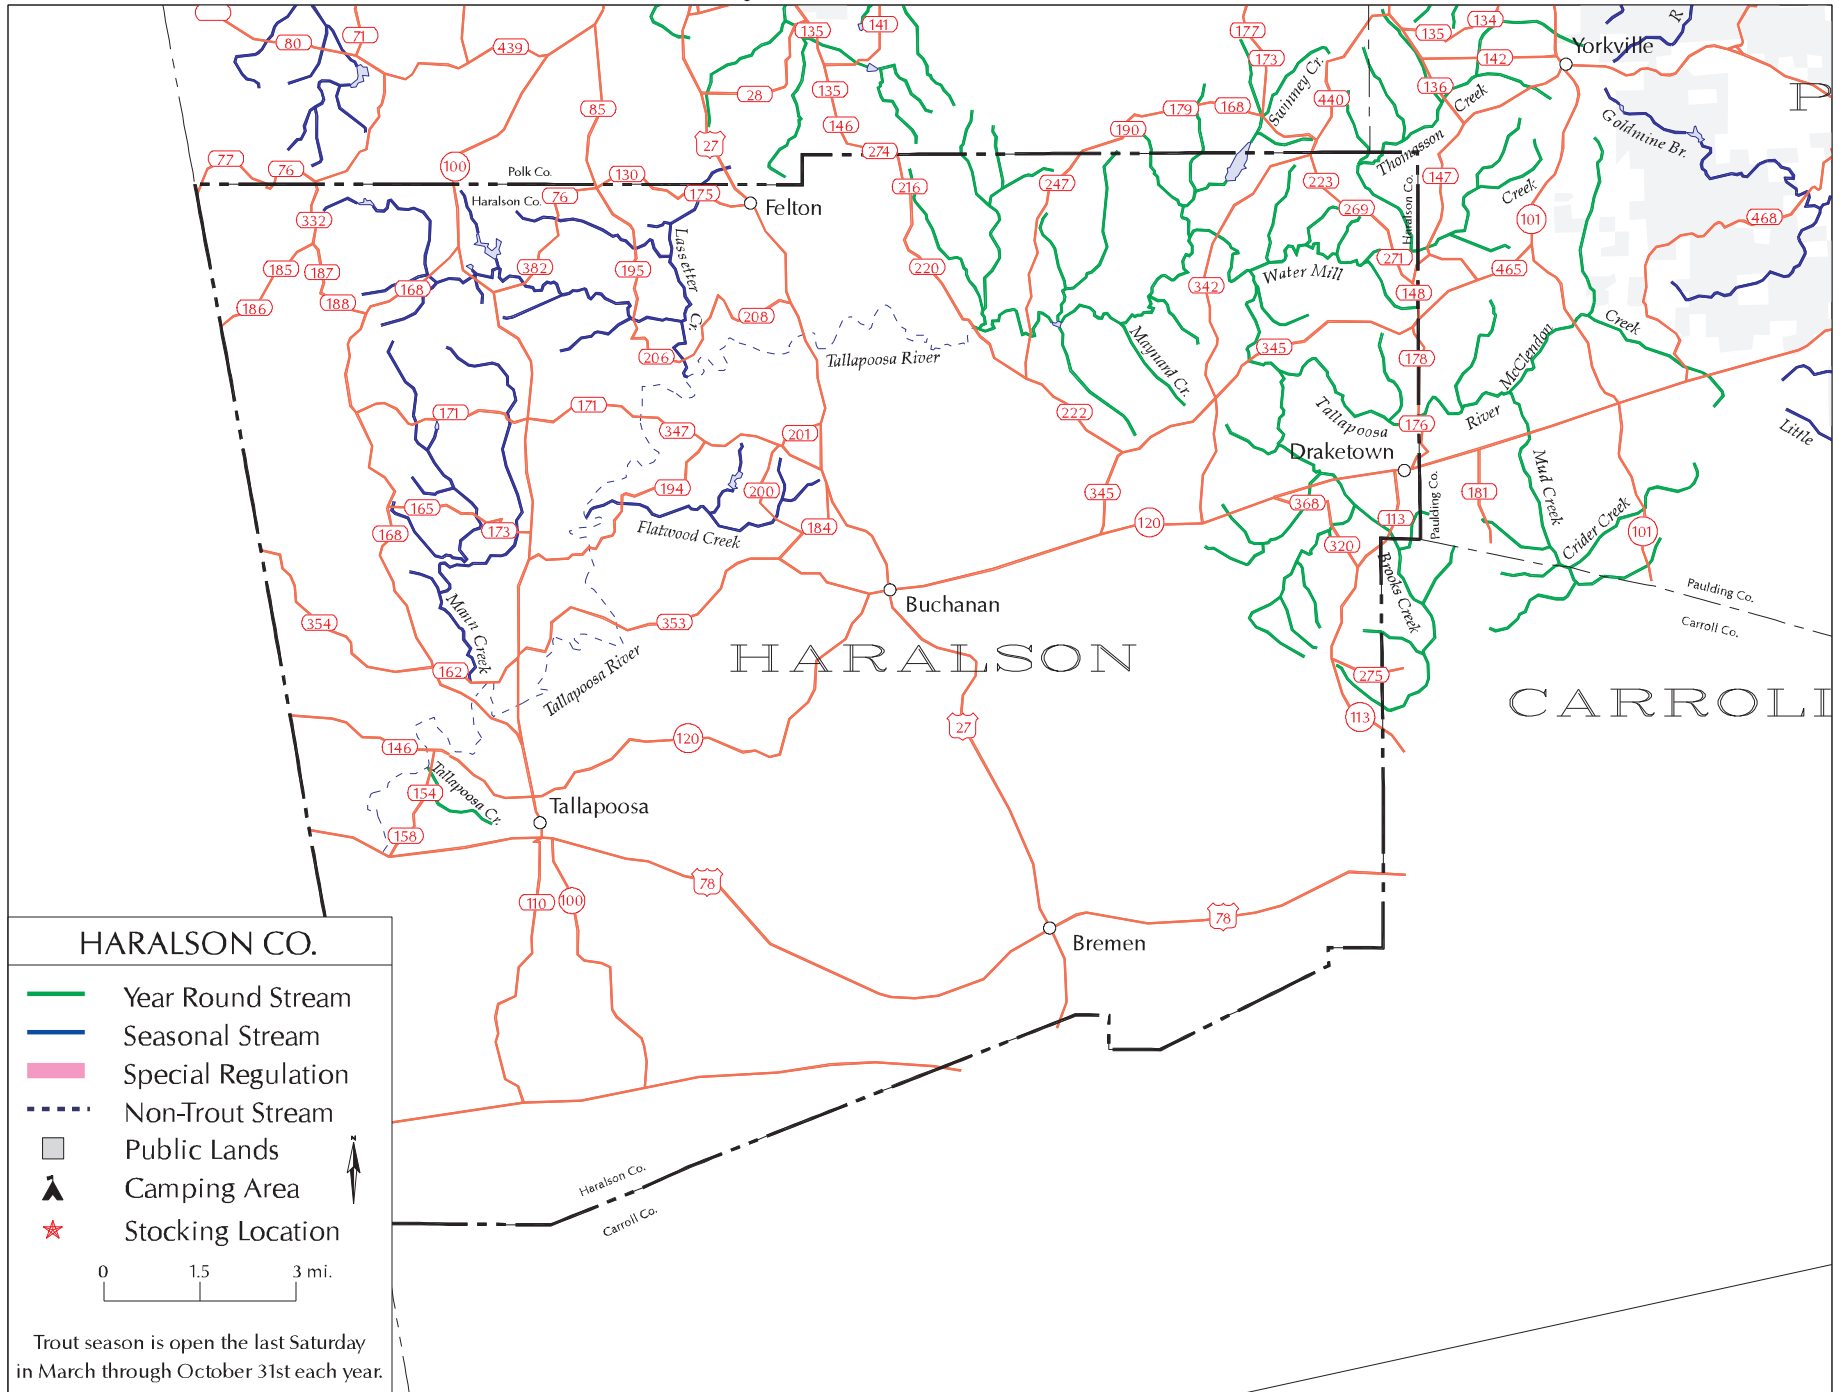 80
71
439
135
141
177
173
135
134
142
Yorkville
R
P
85
28
135
146
27
274
179
168
190
Swinney Cr.
440
136
Creek
Thomasson
Goldmine Br.
77
76
100
Polk Co.
Haralson Co.
76
130
175
Felton
216
247
223
269
Haralson Co.
147
Creek
101
468
332
185
187
186
188
168
382
195
Lassetter
Cr.
206
208
220
342
Water Mill
271
148
465
Tallapoosa River
Maynard Cr.
345
178
McClendon
Creek
171
171
347
201
222
Tallapoosa
176
River
Little
Draketown
Paulding Co.
165
173
168
194
200
184
Flatwood Creek
345
120
368
320
113
181
Mud Creek
Crider Creek
101
Brooks Creek
Paulding Co.
Carroll Co.
354
Mann Creek
162
353
Buchanan
HARALSON
Tallapoosa River
275
113
CARROLL
146
154
Tallapoosa Cr.
158
120
27
Tallapoosa
110
100
78
78
Bremen
Haralson Co.
Carroll Co.
HARALSON CO.
Year Round Stream
Seasonal Stream
Special Regulation
Non-Trout Stream
Public Lands
N
Camping Area
Stocking Location
0 1.5 3 mi.
Trout season is open the last Saturday
in March through October 31st each year.